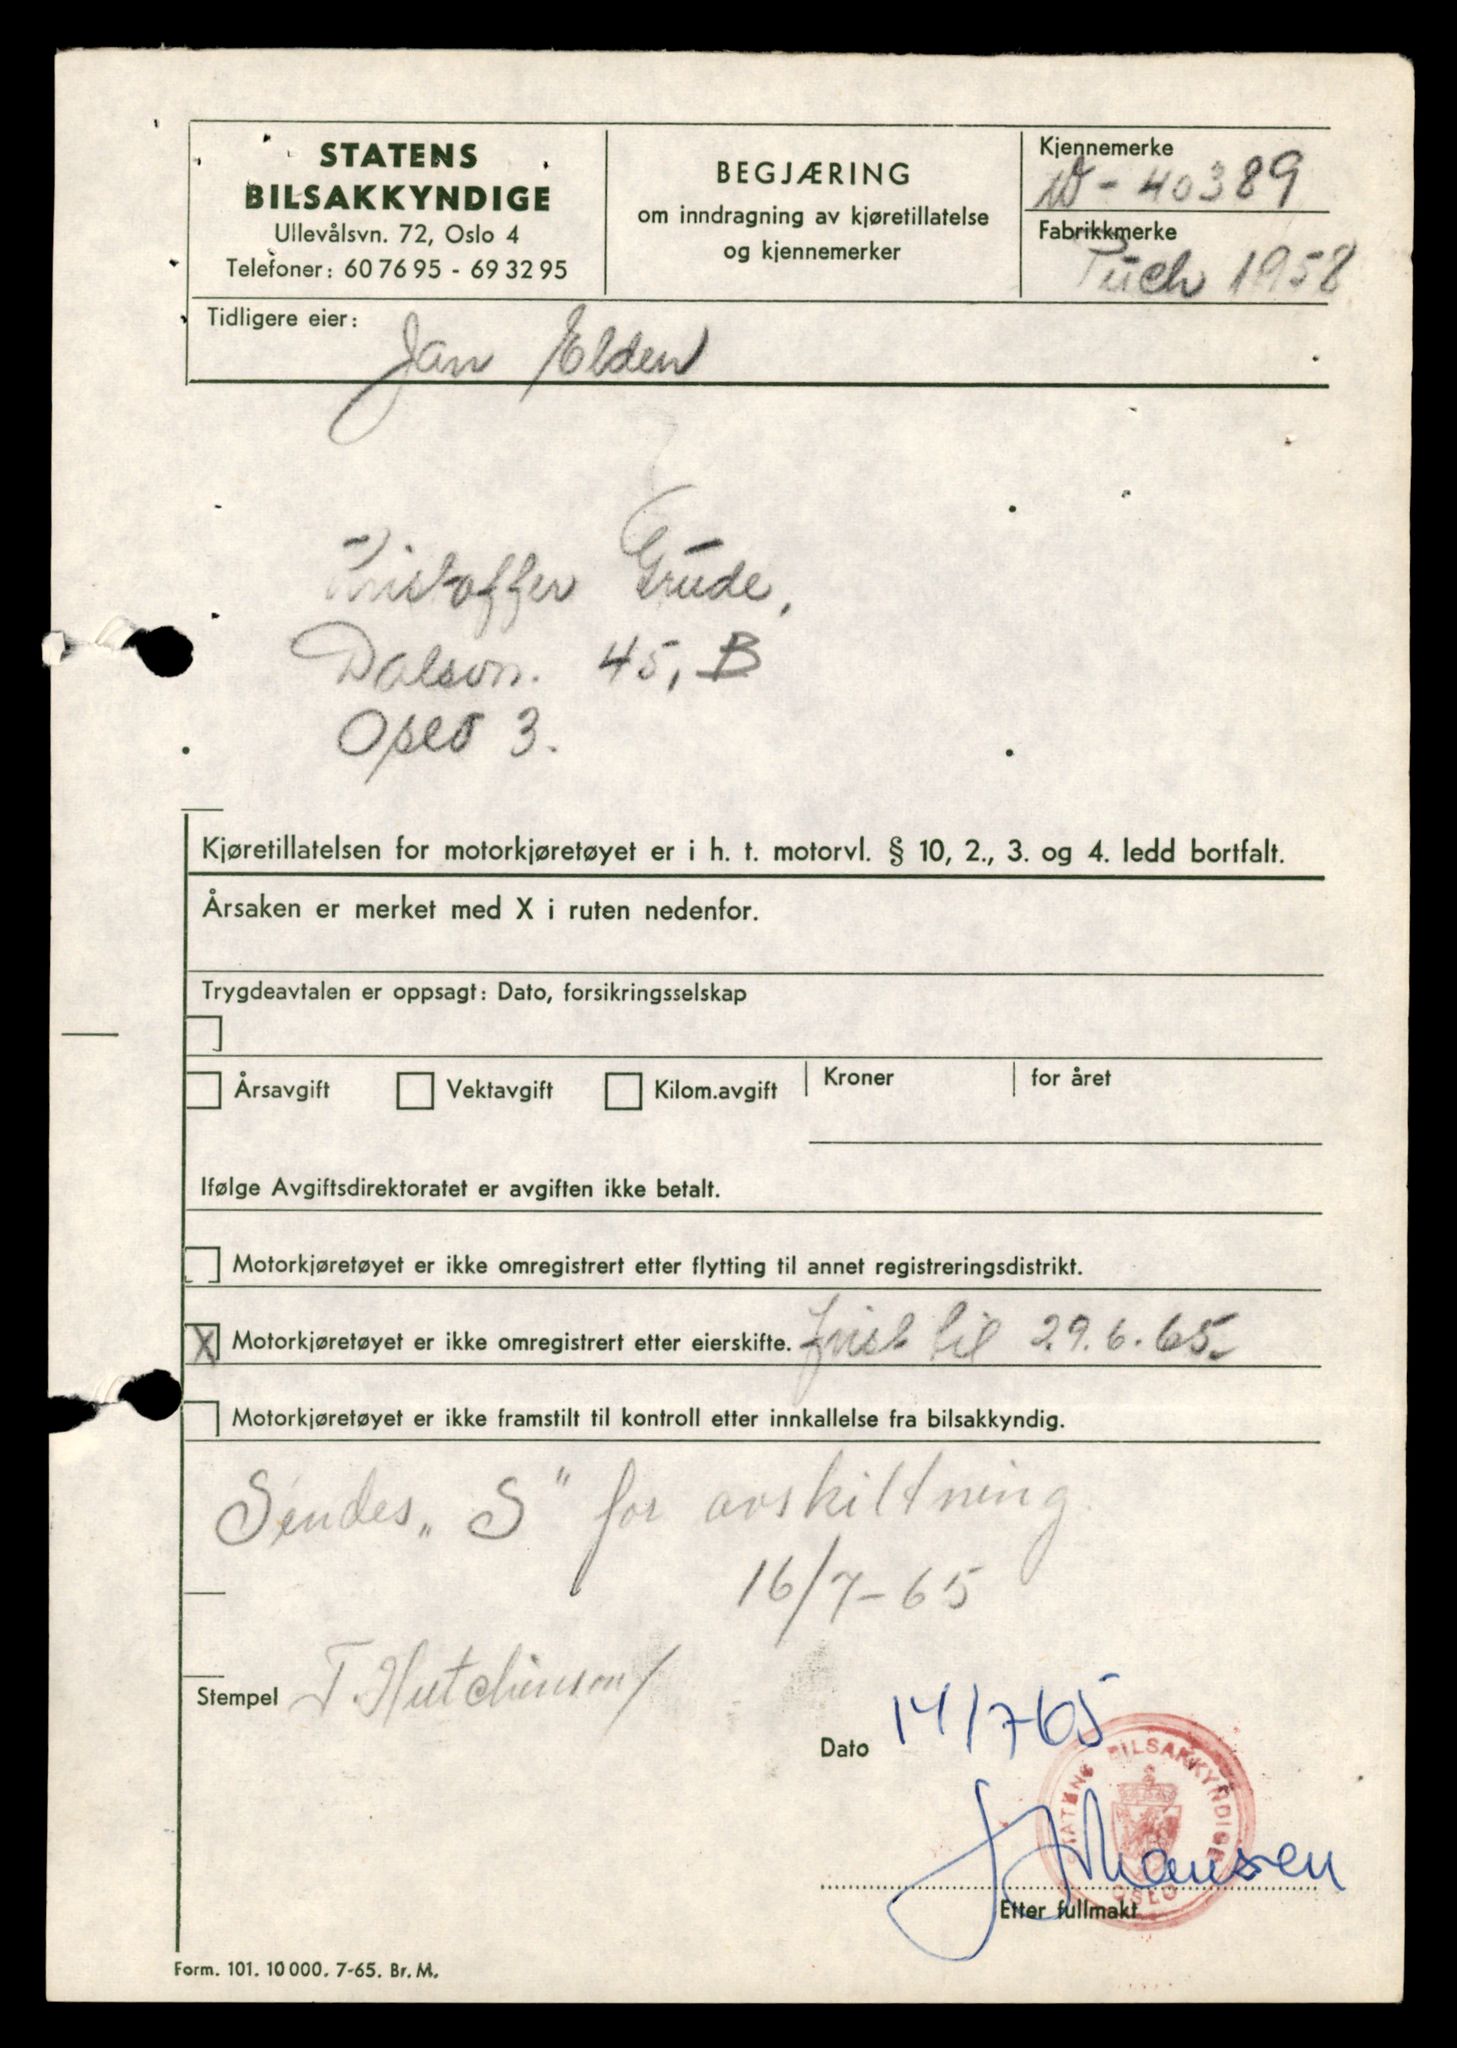 STATENS
BILSAKKYNDIGE
Ullevålsvn. 72, Oslo 4
Telefoner: 60 76 95 - 69 32 95
BEGJÆRING
om inndragning av kjøretillatelse
og kjennemerker
Kjennemerke
- 40389
Fabrikkmerke
Puch 1958
Tidligere eier:
Jan Elden
Kristoffer Grude,
Dalsvn. 45, B
Oslo 3.
Kjøretillatelsen for motorkjøretøyet er i h. t. motorvl. § 10, 2., 3. og 4. ledd bortfalt.
Årsaken er merket med X i ruten nedenfor.
Trygdeavtalen er oppsagt: Dato, forsikringsselskap
Årsavgift Vektavgift Kilom.avgift Kroner for året
Ifølge Avgiftsdirektoratet er avgiften ikke betalt.
Motorkjøretøyet er ikke omregistrert etter flytting til annet registreringsdistrikt.
X Motorkjøretøyet er ikke omregistrert etter eierskifte. frist til 29.6.65.
Motorkjøretøyet er ikke framstilt til kontroll etter innkallelse fra bilsakkyndig.
Sendes „S" for avskiltning.
16/7-65
Stempel T. Hutchinson
Dato 14/7 65
STATENS BILSAKKYNDIGE
OSLO
Johansen
Etter fullmakt
Form. 101. 10 000. 7-65. Br. M.